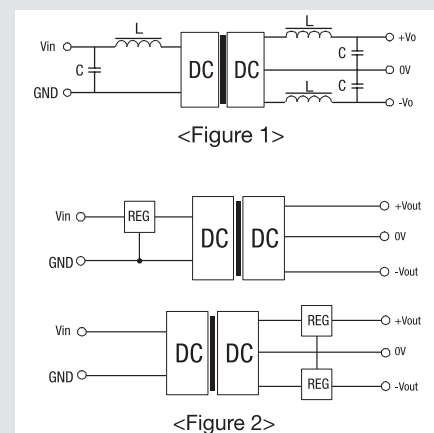 L L
Vin +Vo
C DC DC C 0V
C
GND L -Vo
<Figure 1>
Vin REG +Vout
DC DC 0V
GND -Vout
REG +Vout
Vin
DC DC 0V
GND REG -Vout
<Figure 2>